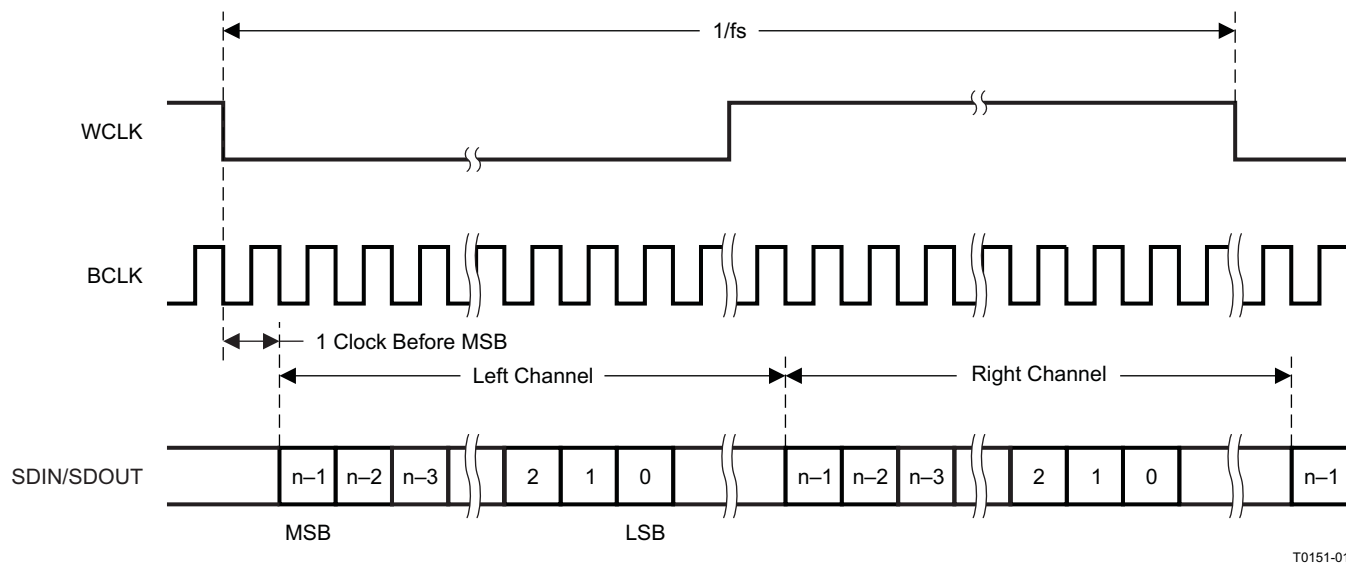 1/fs
WCLK
BCLK
1 Clock Before MSB
Left Channel
Right Channel
SDIN/SDOUT
n–1 n–2 n–3 2 1 0 n–1 n–2 n–3 2 1 0 n–1
MSB LSB
T0151-01